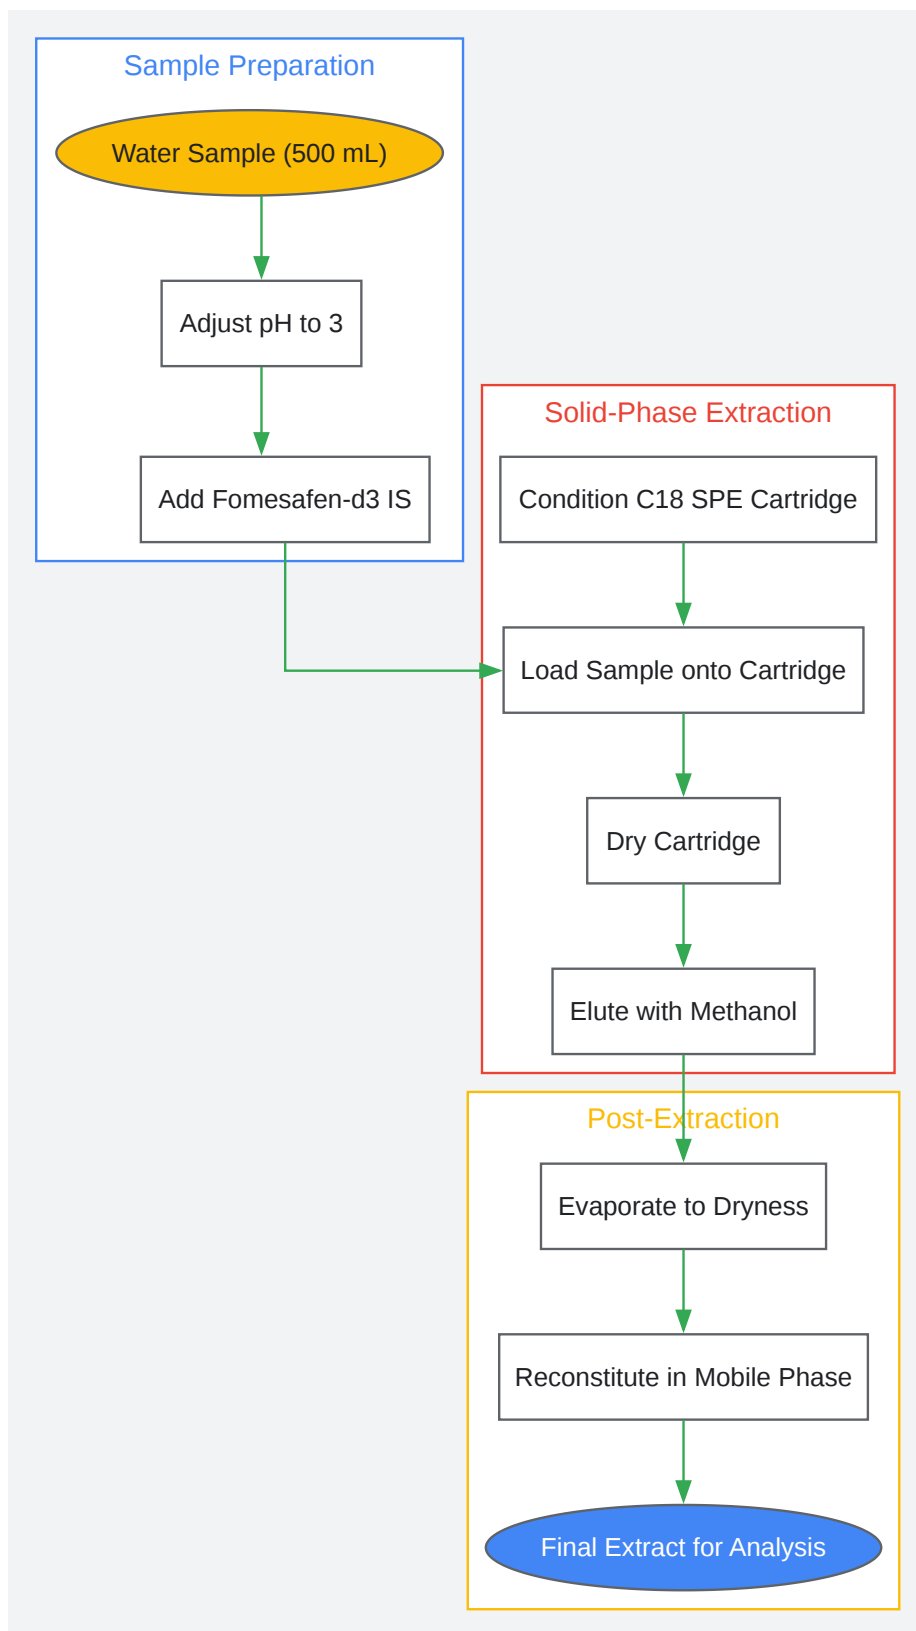 Sample Preparation
Water Sample (500 mL)
Adjust pH to 3
Add Fomesafen-d3 IS
Solid-Phase Extraction
Condition C18 SPE Cartridge
Load Sample onto Cartridge
Dry Cartridge
Elute with Methanol
Post-Extraction
Evaporate to Dryness
Reconstitute in Mobile Phase
Final Extract for Analysis